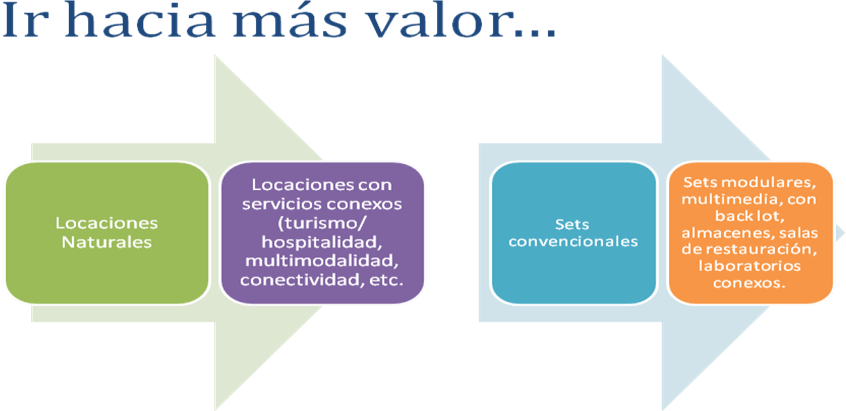 Ir hacia más valor...
Locaciones
Naturales
Locaciones con
servicios conexos
(turismo/
hospitalidad,
multimodalidad,
conectividad, etc.
Sets
convencionales
Sets modulares,
multimedia, con
back lot,
almacenes, salas
de restauración,
laboratorios
conexos.